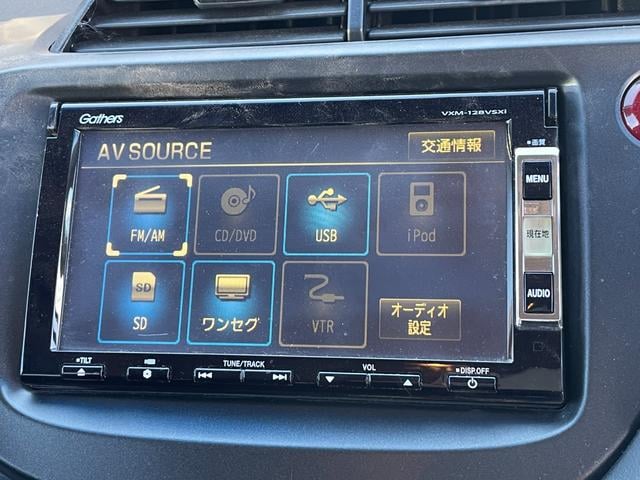 Gathers
VXM-128VSXi
AV SOURCE
交通情報
FM/AM
CD/DVD
USB
iPod
SD
SD
ワンセグ
VTR
オーディオ
設定
画質
MENU
現在地
AUDIO
TILT
TUNE/TRACK
VOL
DISP.OFF